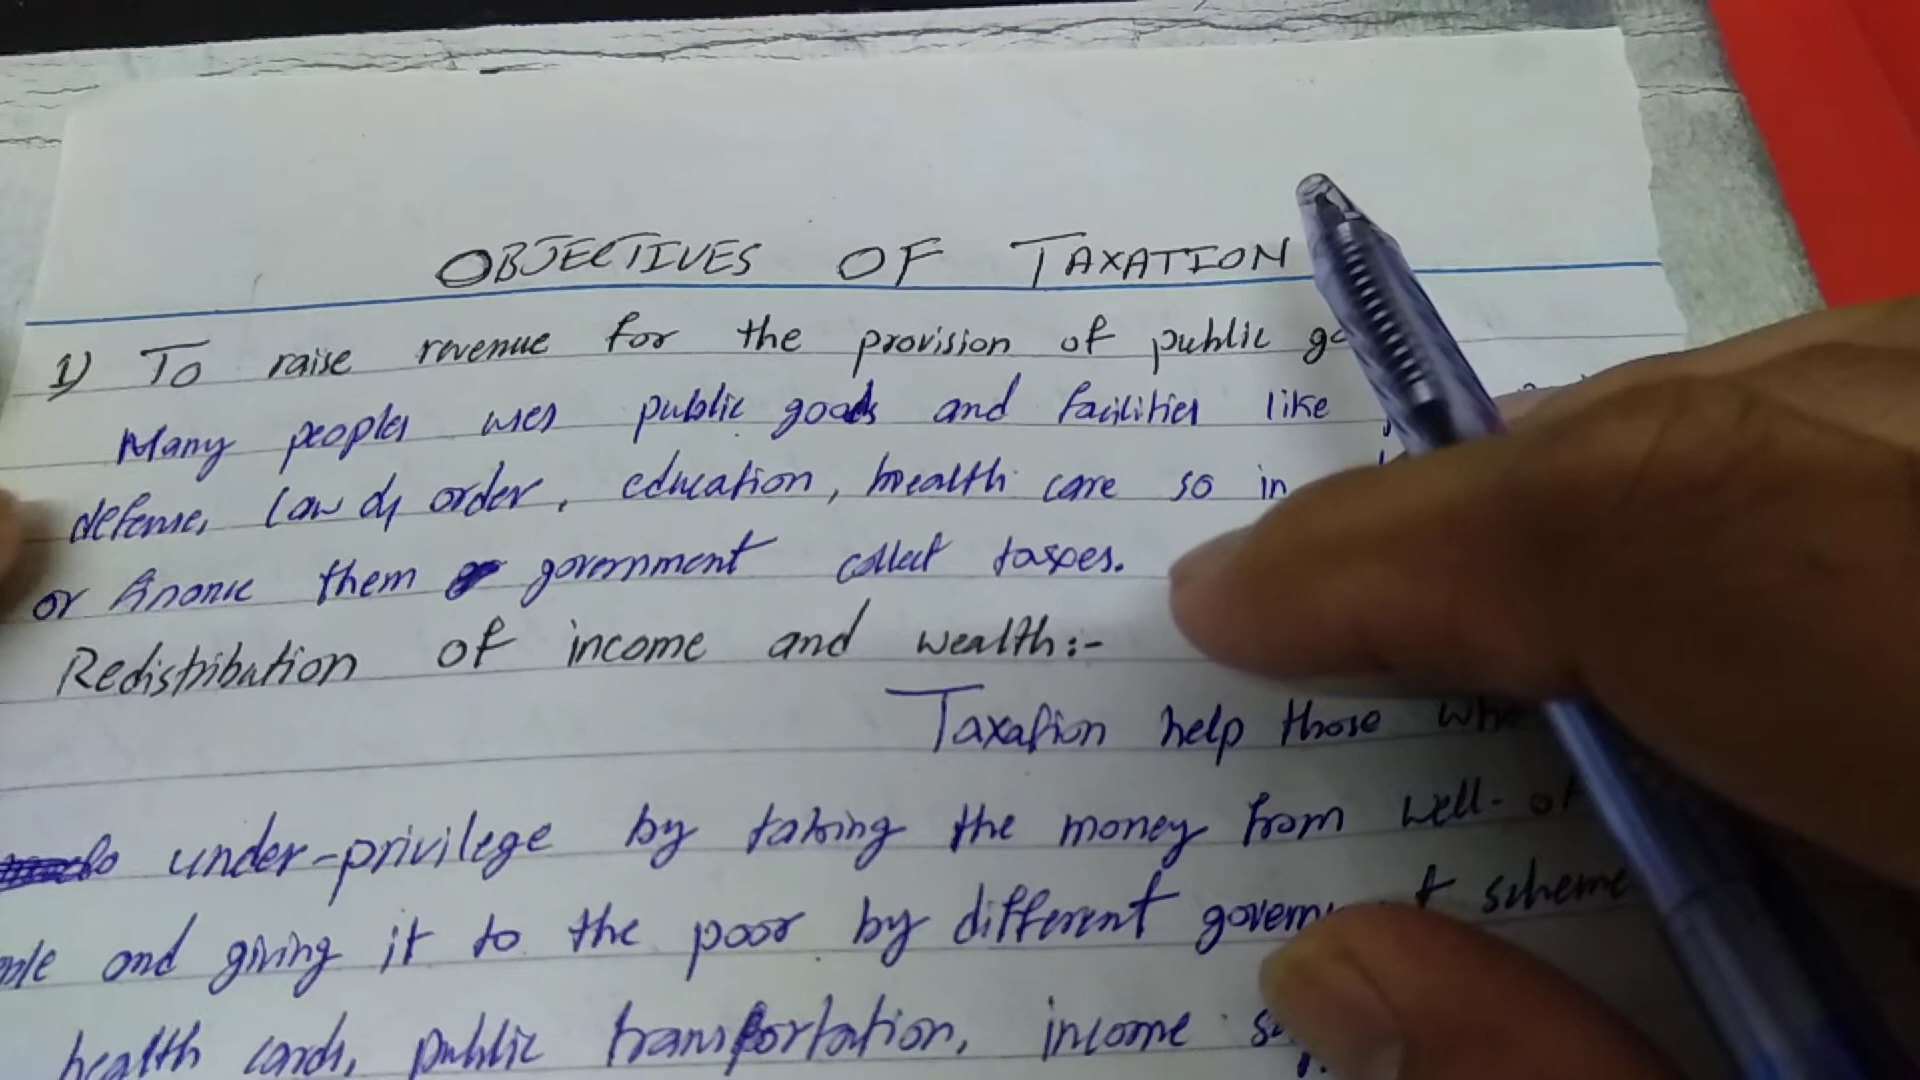 OBJECTIVES OF TAXATION
1) To raise revenue for the provision of public
Many peoples uses public goods and facilities like
defense, law & order, education, health care so in
or finance them government collect taxes.
Redistribution of income and wealth:-
Taxation help those who
under-privilege by taking the money from well-of
and giving it to the poor by different government scheme
health cards, public transportation, income